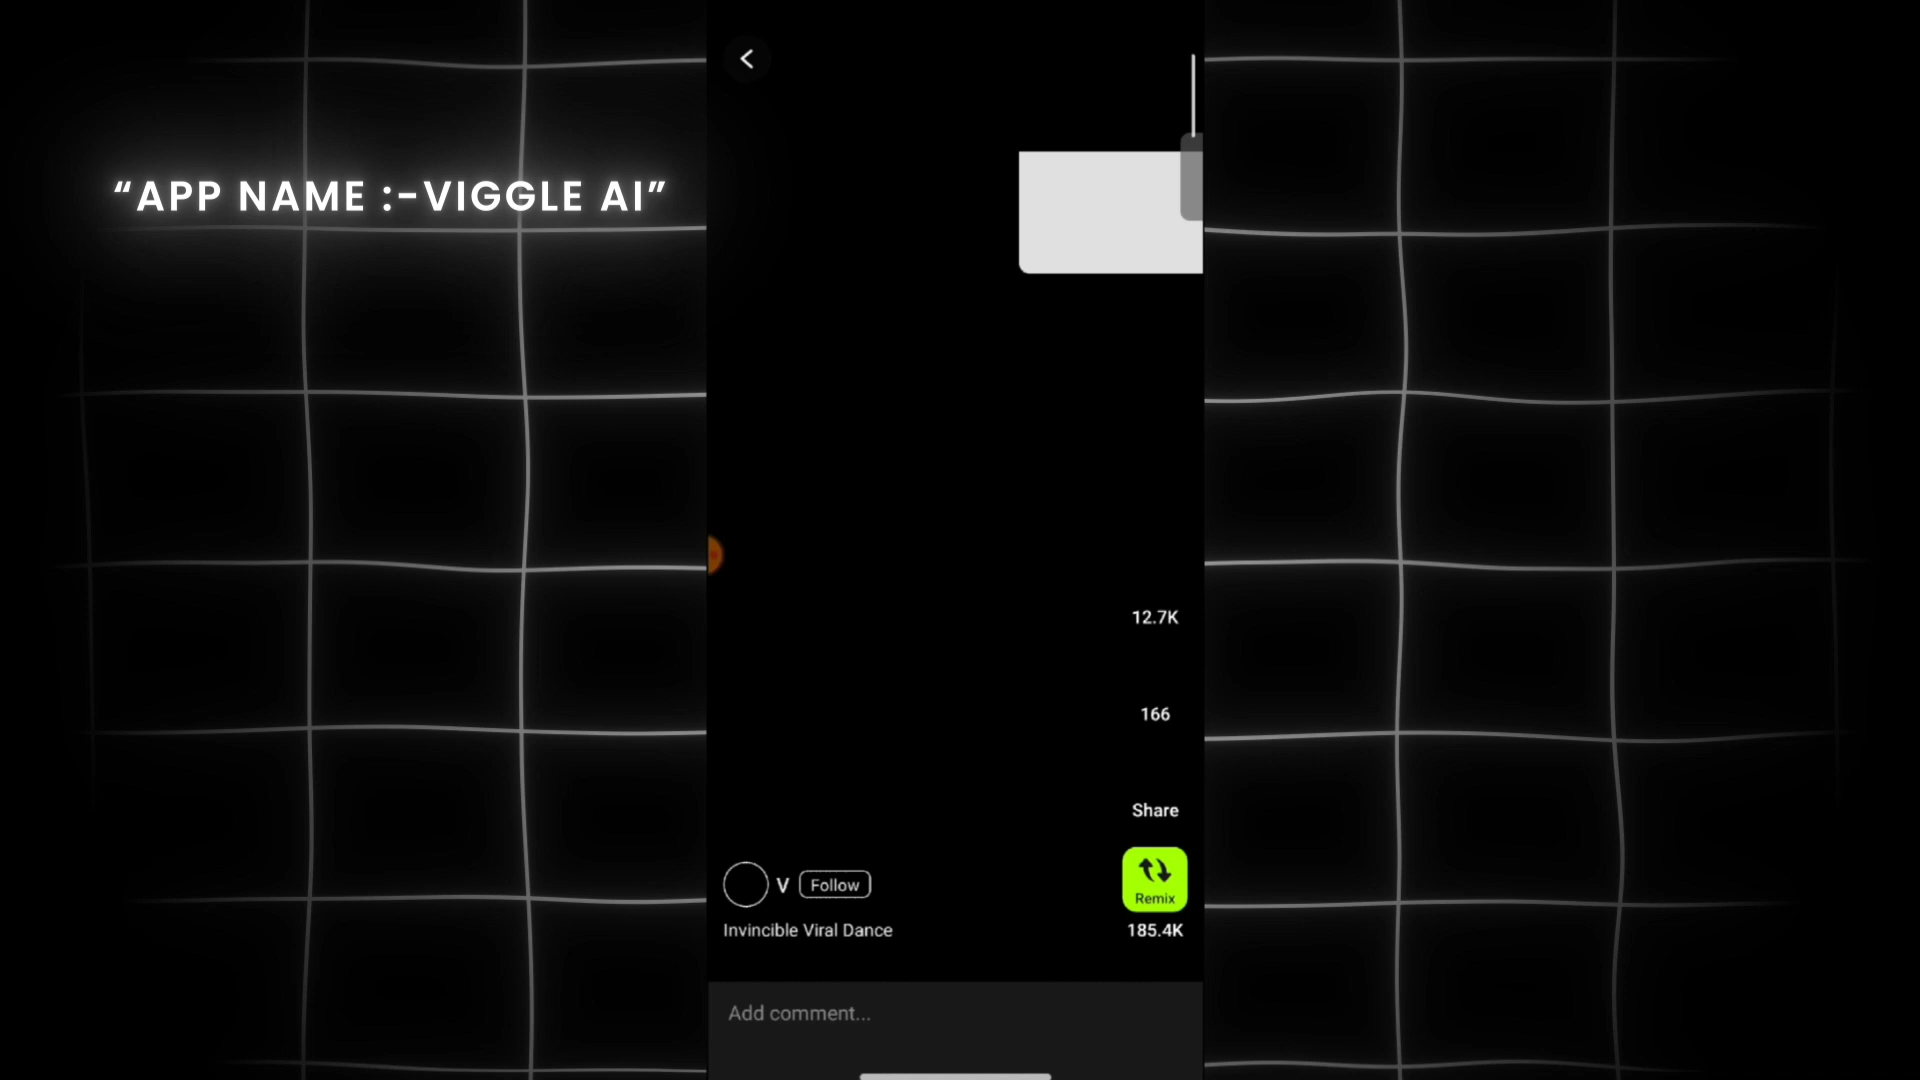 “APP NAME :-VIGGLE AI”
12.7K
166
Share
Remix
V Follow
Invincible Viral Dance
185.4K
Add comment...